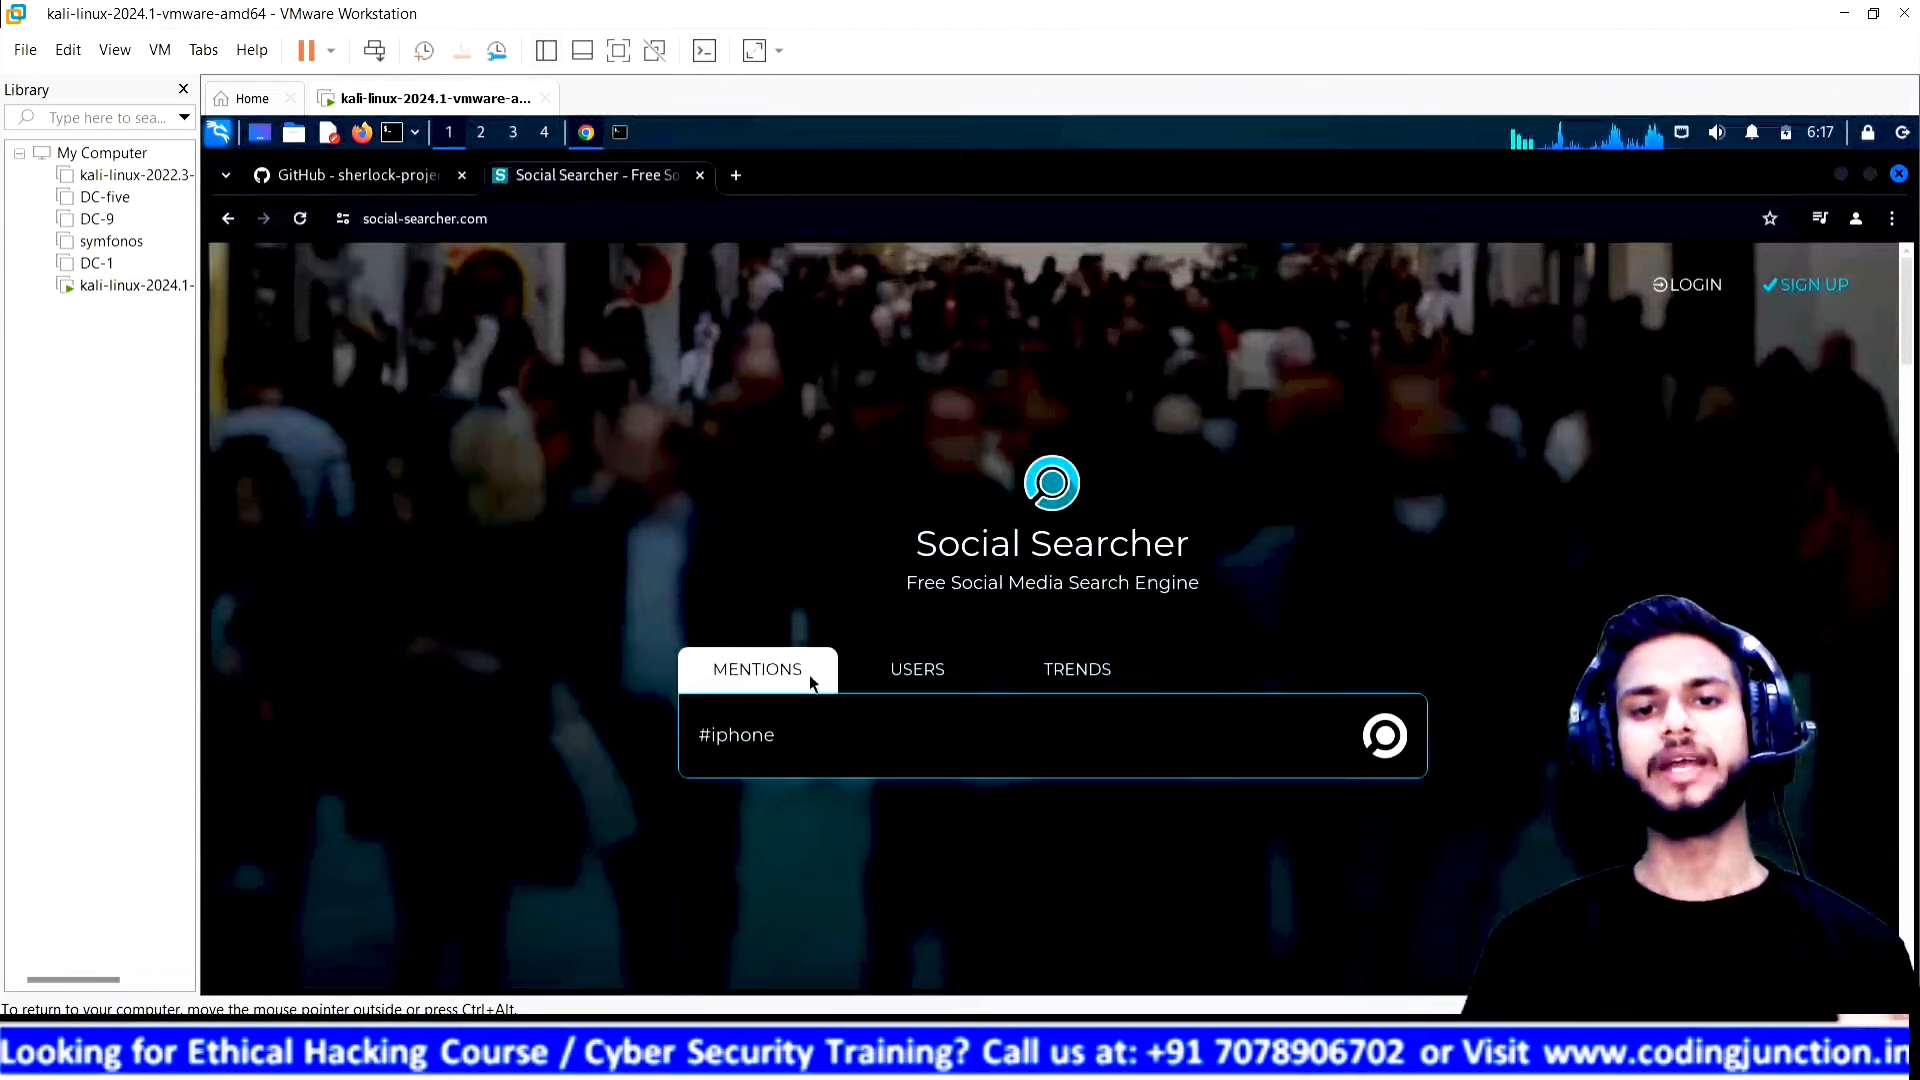 kali-linux-2024.1-vmware-amd64 - VMware Workstation
File Edit View VM Tabs Help
Library
Type here to sea...
My Computer
kali-linux-2022.3-
DC-five
DC-9
symfonos
DC-1
kali-linux-2024.1-
Home
kali-linux-2024.1-vmware-a...
1 2 3 4
6:17
GitHub - sherlock-proje
Social Searcher - Free So
social-searcher.com
LOGIN
SIGN UP
Social Searcher
Free Social Media Search Engine
MENTIONS
USERS
TRENDS
#iphone
To return to your computer, move the mouse pointer outside or press Ctrl+Alt.
Looking for Ethical Hacking Course / Cyber Security Training? Call us at: +91 7078906702 or Visit www.codingjunction.in